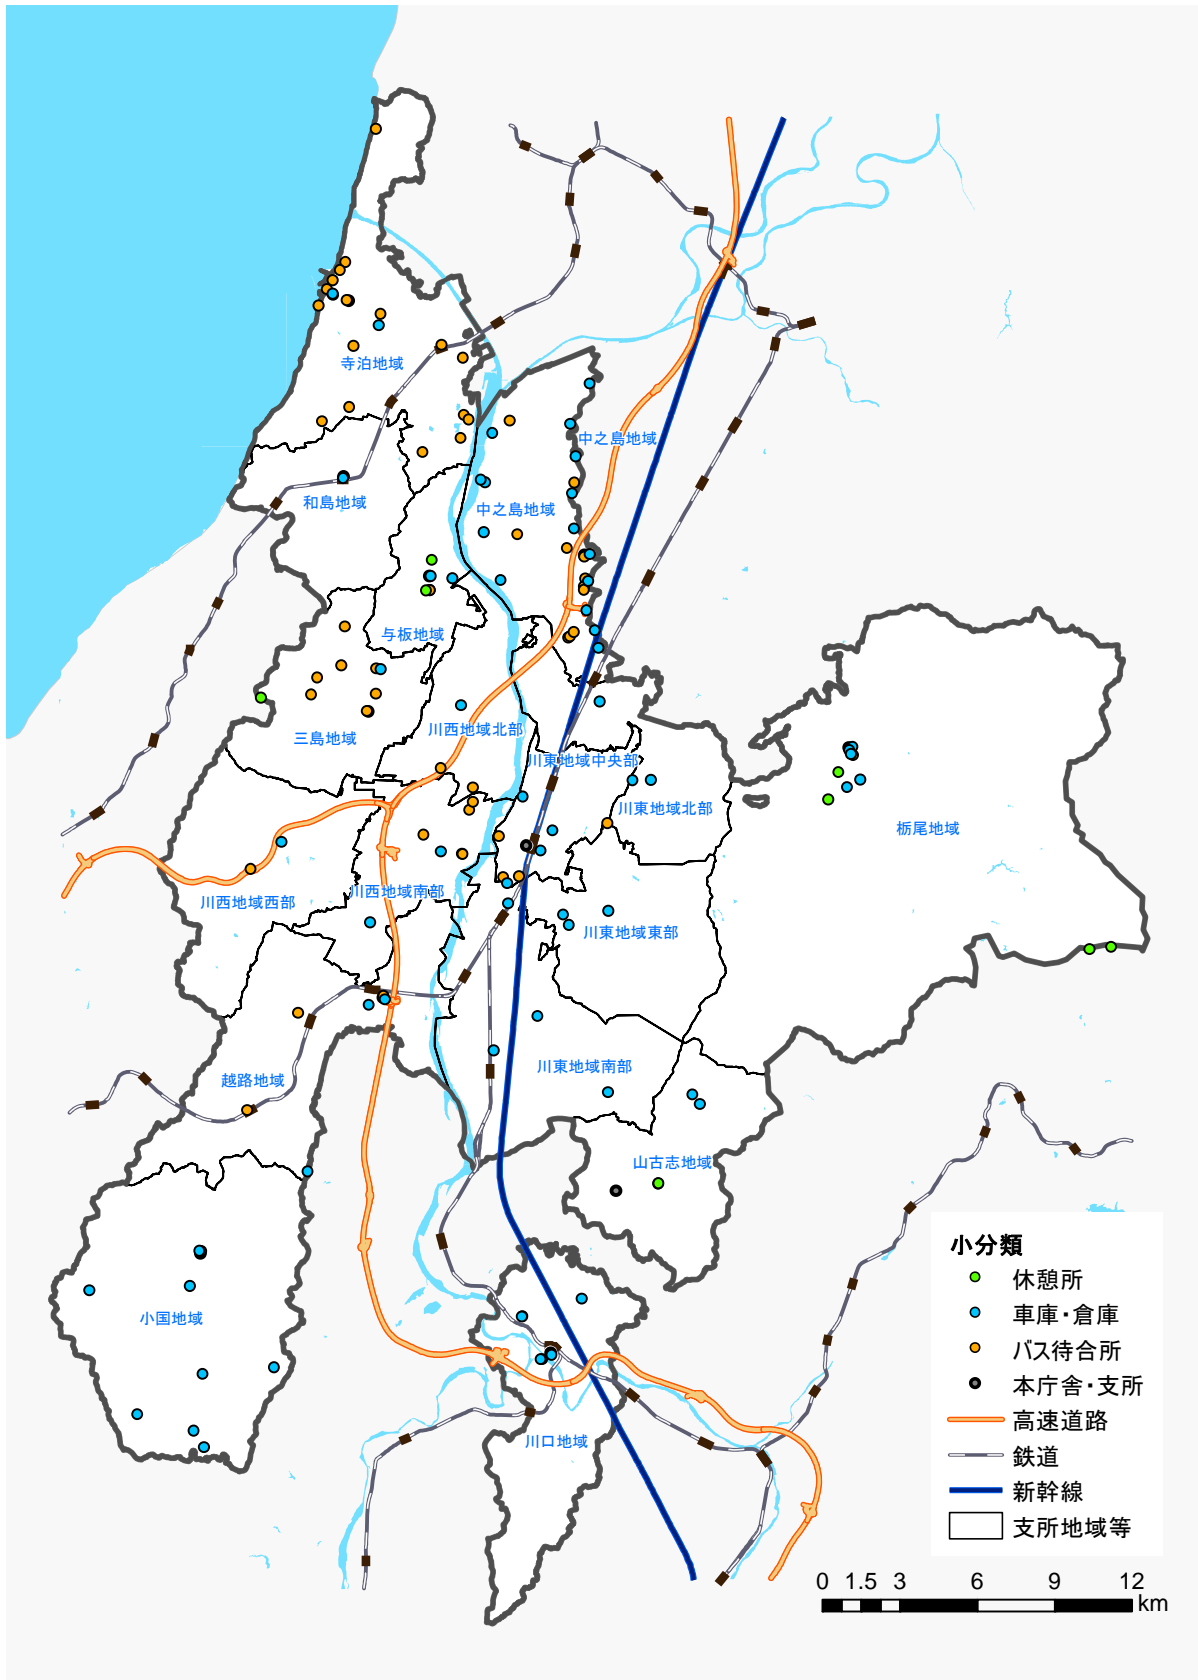 寺泊地域
中之島地域
和島地域
中之島地域
与板地域
三島地域
川西地域北部
川東地域中央部
川東地域北部
栃尾地域
川西地域西部
川西地域南部
川東地域東部
川東地域南部
越路地域
山古志地域
小国地域
川口地域
小分類
休憩所
車庫・倉庫
バス待合所
本庁舎・支所
高速道路
鉄道
新幹線
支所地域等
0 1.5 3 6 9 12
km